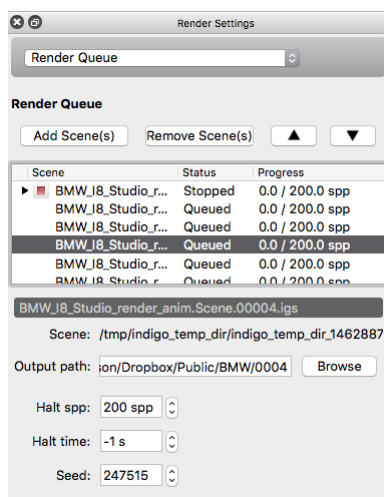 Render Settings
Render Queue
Render Queue
Add Scene(s) Remove Scene(s)
Scene Status Progress
BMW_I8_Studio_r... Stopped 0.0 / 200.0 spp
BMW_I8_Studio_r... Queued 0.0 / 200.0 spp
BMW_I8_Studio_r... Queued 0.0 / 200.0 spp
BMW_I8_Studio_r... Queued 0.0 / 200.0 spp
BMW_I8_Studio_r... Queued 0.0 / 200.0 spp
BMW_I8_Studio_render_anim.Scene.00004.igs
Scene: /tmp/indigo_temp_dir/indigo_temp_dir_1462887
Output path: son/Dropbox/Public/BMW/0004 Browse
Halt spp: 200 spp
Halt time: -1 s
Seed: 247515